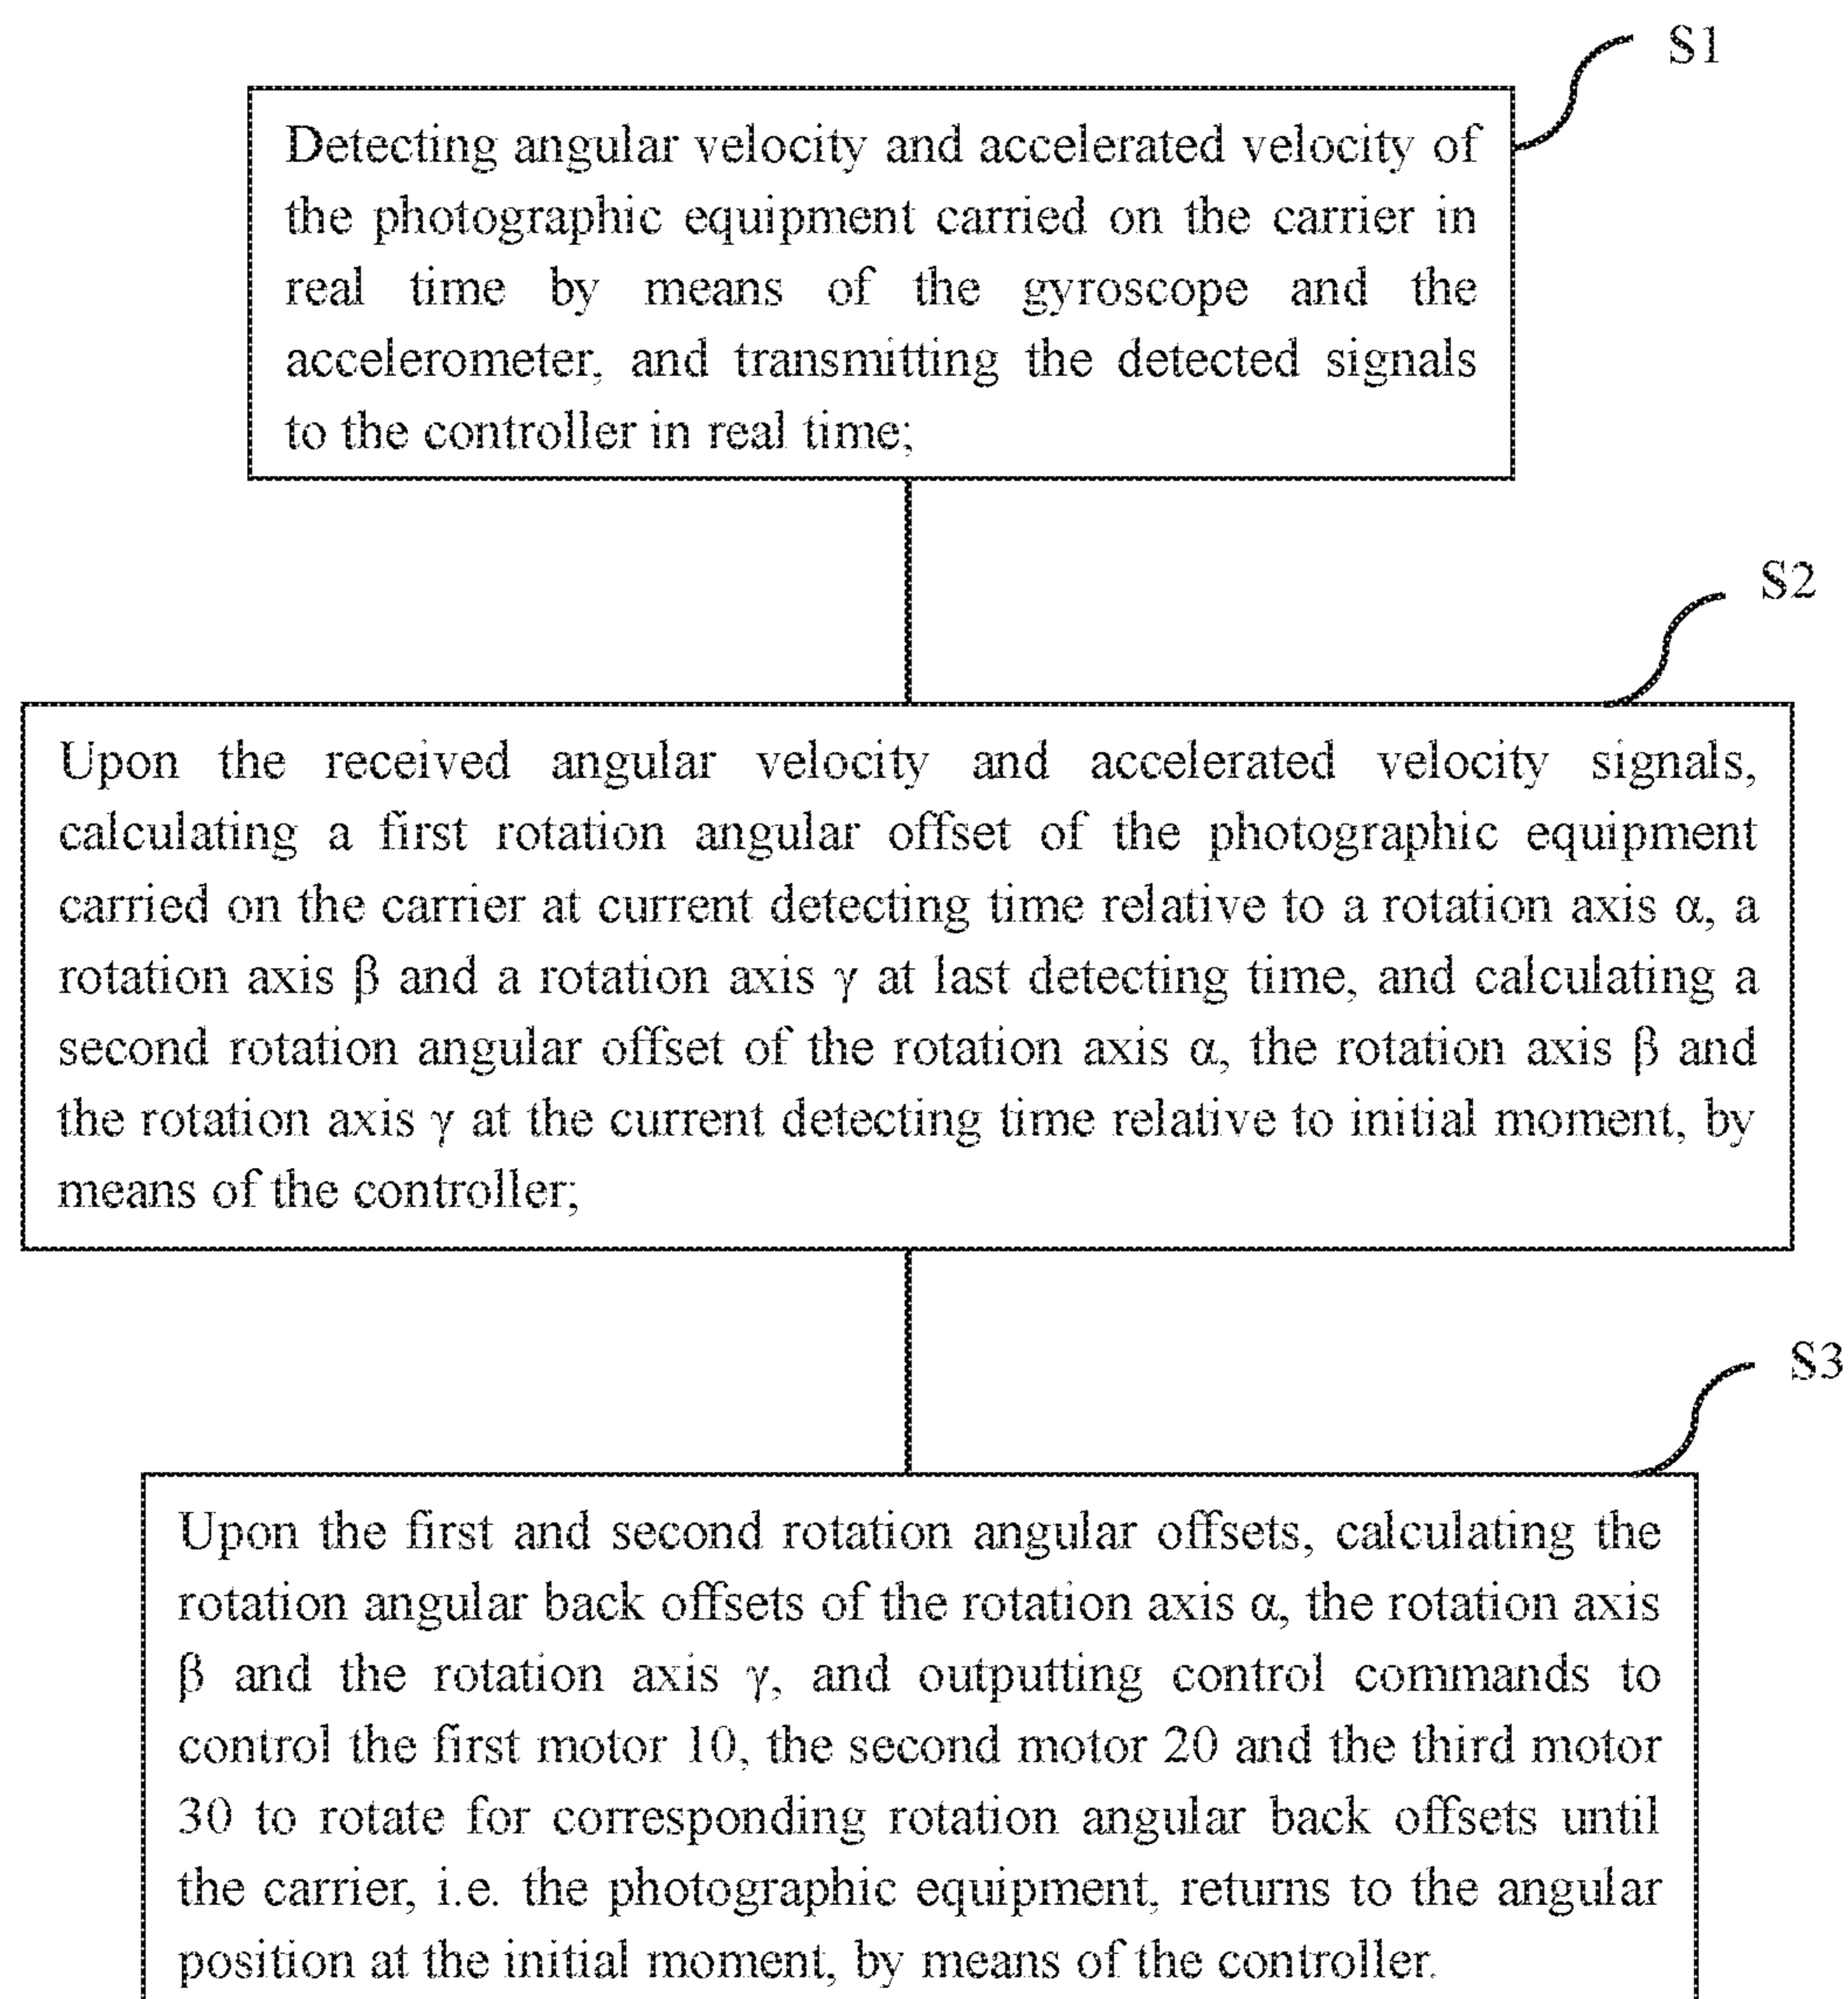 S1
Detecting angular velocity and accelerated velocity of
the photographic equipment carried on the carrier in
real time by means of the gyroscope and the
accelerometer, and transmitting the detected signals
to the controller in real time;
S2
Upon the received angular velocity and accelerated velocity signals,
calculating a first rotation angular offset of the photographic equipment
carried on the carrier at current detecting time relative to a rotation axis α, a
rotation axis β and a rotation axis γ at last detecting time, and calculating a
second rotation angular offset of the rotation axis α, the rotation axis β and
the rotation axis γ at the current detecting time relative to initial moment, by
means of the controller;
S3
Upon the first and second rotation angular offsets, calculating the
rotation angular back offsets of the rotation axis α, the rotation axis
β and the rotation axis γ, and outputting control commands to
control the first motor 10, the second motor 20 and the third motor
30 to rotate for corresponding rotation angular back offsets until
the carrier, i.e. the photographic equipment, returns to the angular
position at the initial moment, by means of the controller.